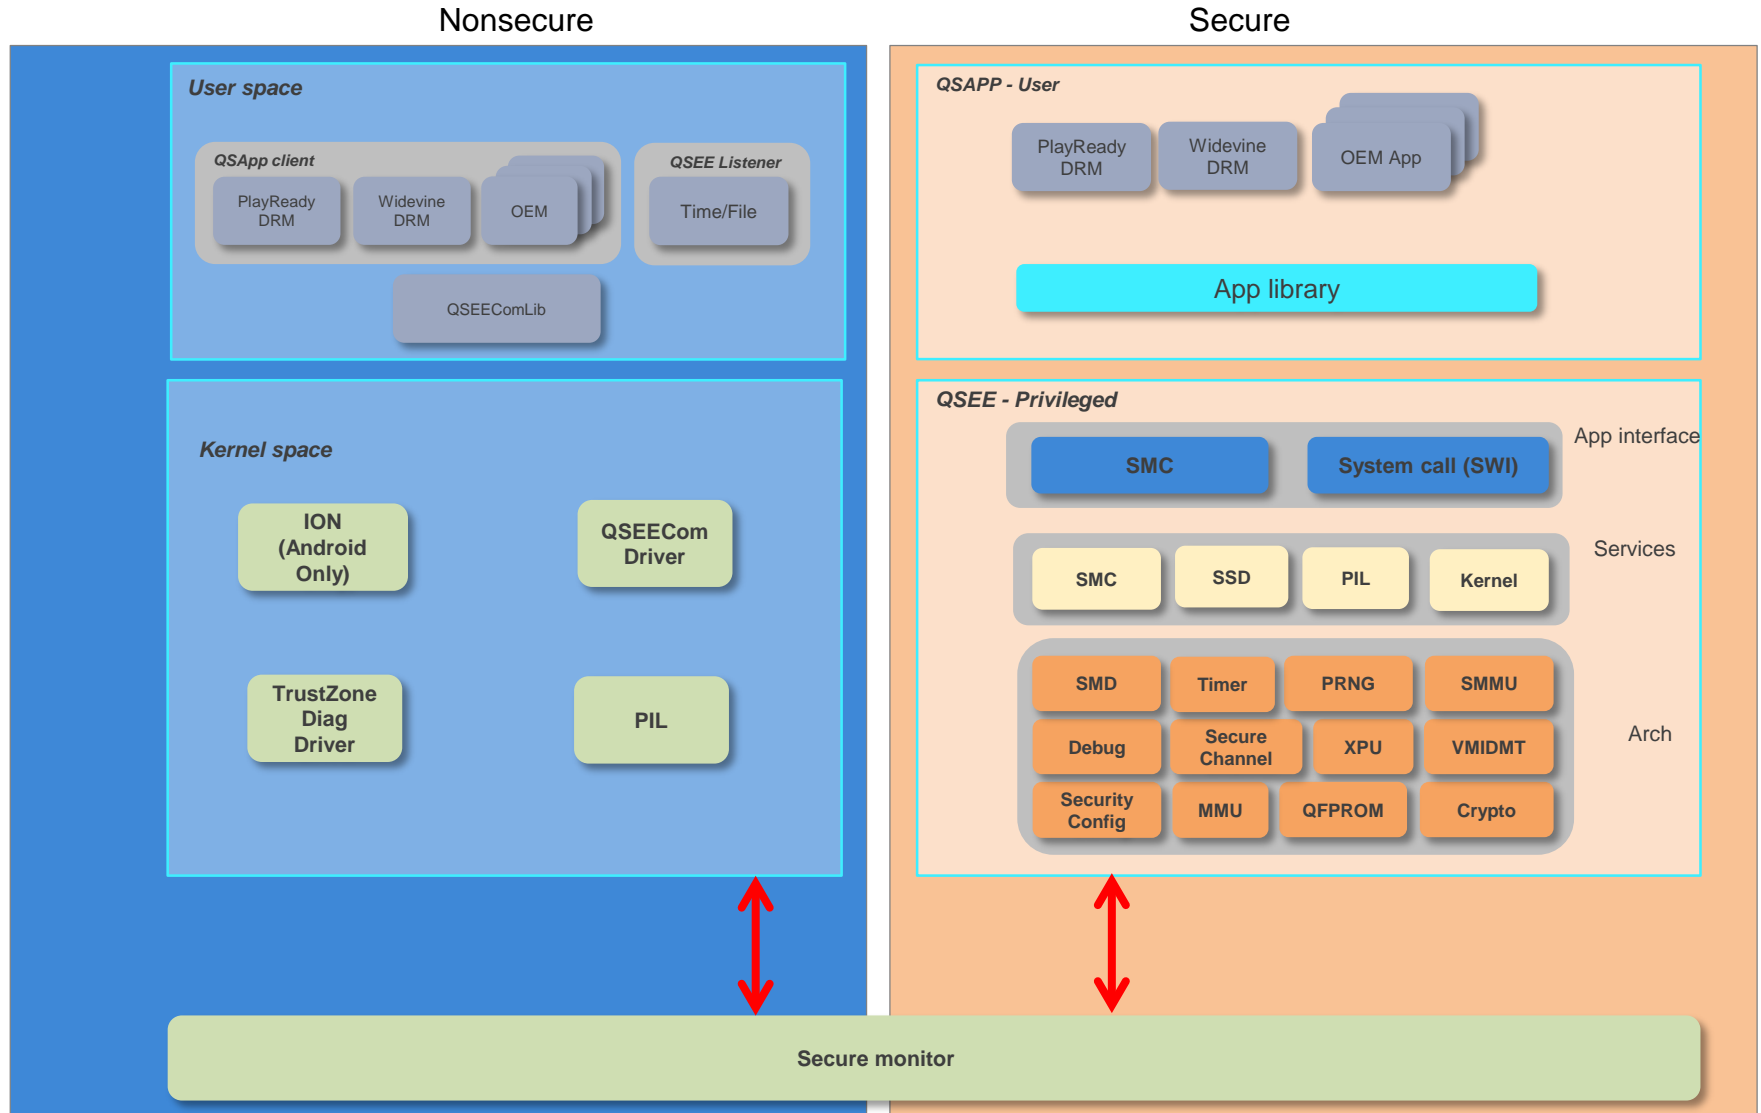 Nonsecure
Secure
User space
QSApp client
PlayReady
DRM
Widevine
DRM
OEM
QSEE Listener
Time/File
QSEEComLib
Kernel space
ION
(Android
Only)
QSEECom
Driver
TrustZone
Diag
Driver
PIL
QSAPP - User
PlayReady
DRM
Widevine
DRM
OEM App
App library
QSEE - Privileged
App interface
SMC
System call (SWI)
Services
SMC
SSD
PIL
Kernel
SMD
Timer
PRNG
SMMU
Arch
Debug
Secure
Channel
XPU
VMIDMT
Security
Config
MMU
QFPROM
Crypto
Secure monitor